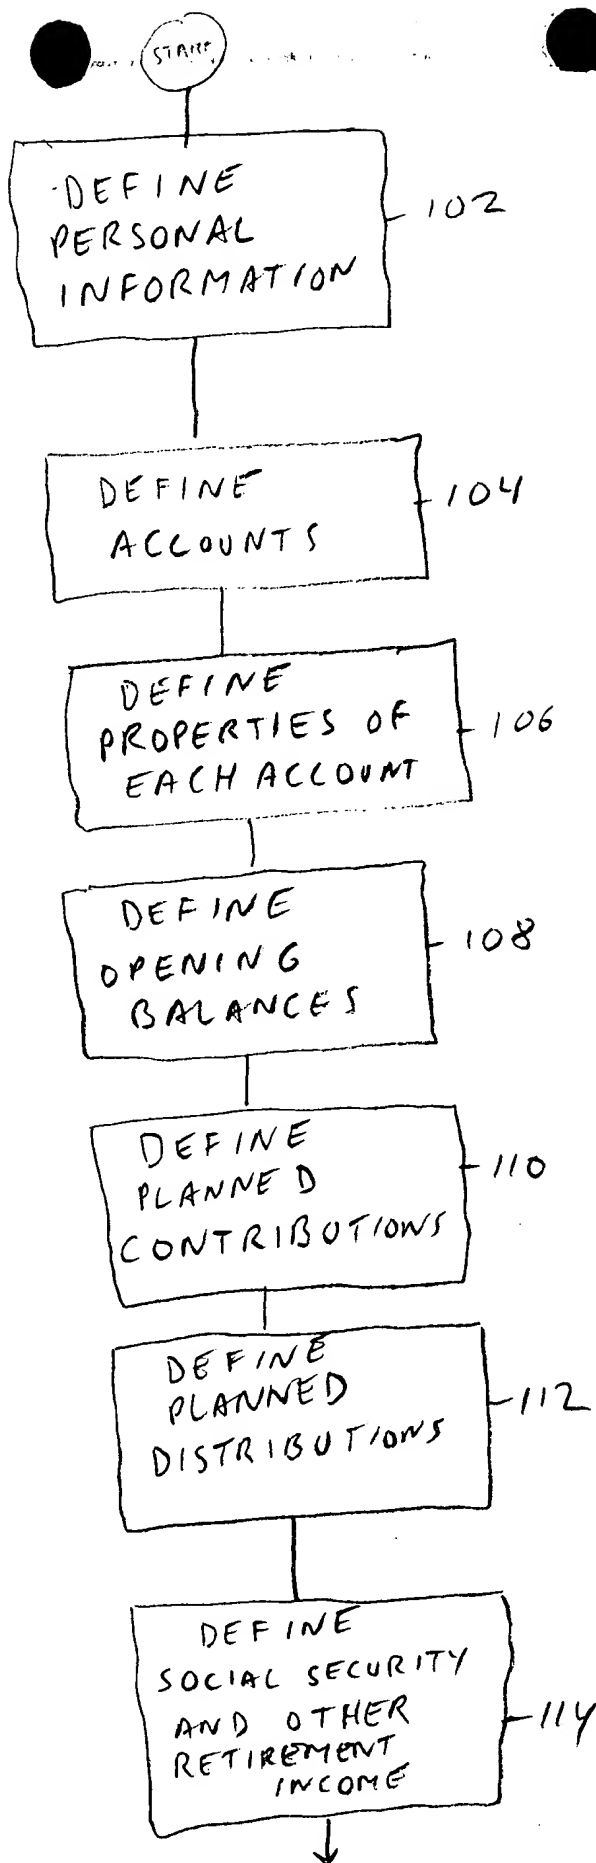 START
DEFINE
PERSONAL
INFORMATION
102
DEFINE
ACCOUNTS
104
DEFINE
PROPERTIES OF
EACH ACCOUNT
106
DEFINE
OPENING
BALANCES
108
DEFINE
PLANNED
CONTRIBUTIONS
110
DEFINE
PLANNED
DISTRIBUTIONS
112
DEFINE
SOCIAL SECURITY
AND OTHER
RETIREMENT
INCOME
114